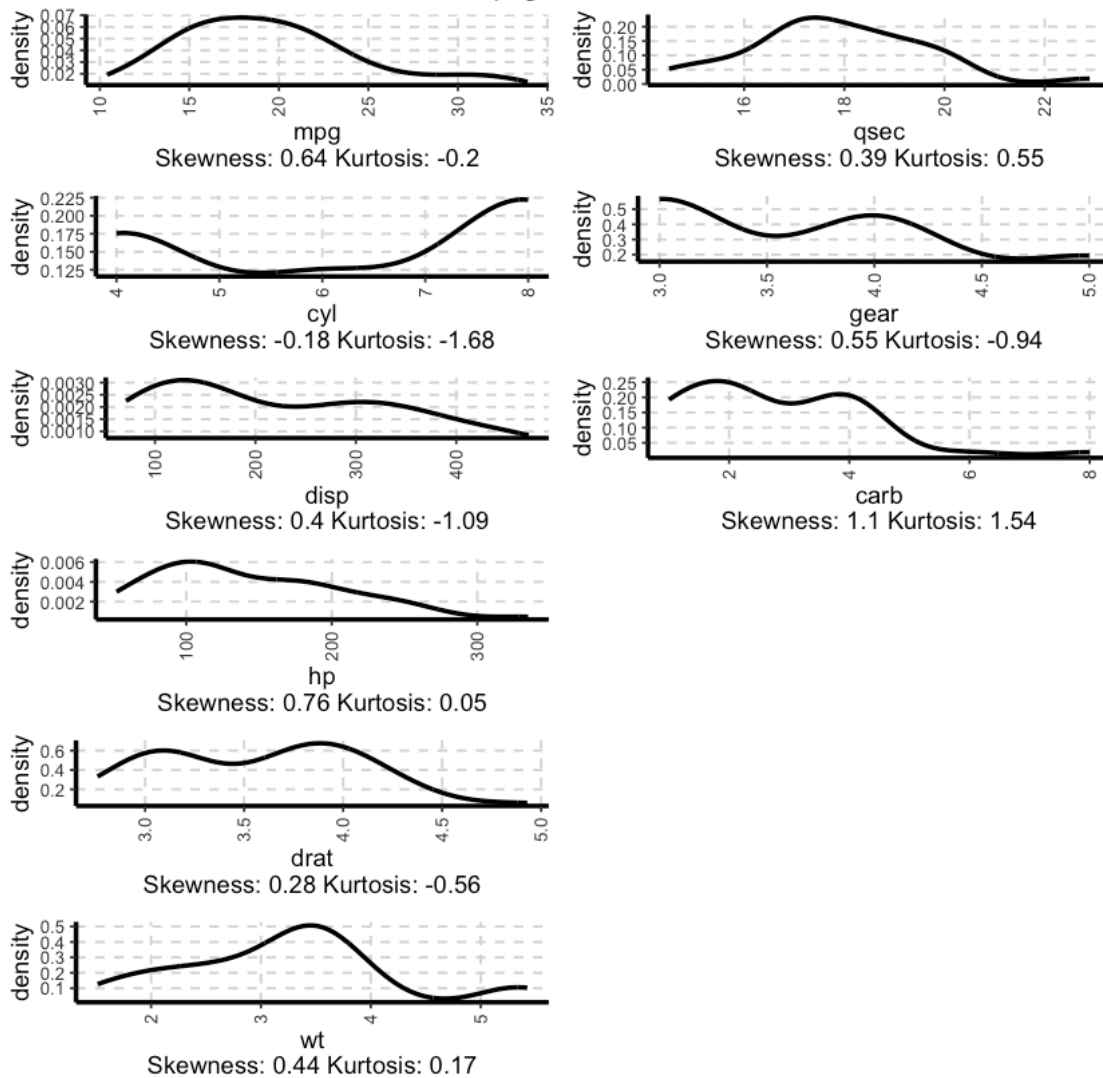 density
0.07
0.06
0.05
0.04
0.03
0.02
10 15 20 25 30 35
mpg
Skewness: 0.64 Kurtosis: -0.2
density
0.225
0.200
0.175
0.150
0.125
4 5 6 7 8
cyl
Skewness: -0.18 Kurtosis: -1.68
density
0.0030
0.0025
0.0020
0.0015
0.0010
100 200 300 400
disp
Skewness: 0.4 Kurtosis: -1.09
density
0.006
0.004
0.002
100 200 300
hp
Skewness: 0.76 Kurtosis: 0.05
density
0.6
0.4
0.2
3.0 3.5 4.0 4.5 5.0
drat
Skewness: 0.28 Kurtosis: -0.56
density
0.5
0.4
0.3
0.2
0.1
2 3 4 5
wt
Skewness: 0.44 Kurtosis: 0.17
density
0.20
0.15
0.10
0.05
0.00
16 18 20 22
qsec
Skewness: 0.39 Kurtosis: 0.55
density
0.5
0.4
0.3
0.2
3.0 3.5 4.0 4.5 5.0
gear
Skewness: 0.55 Kurtosis: -0.94
density
0.25
0.20
0.15
0.10
0.05
2 4 6 8
carb
Skewness: 1.1 Kurtosis: 1.54